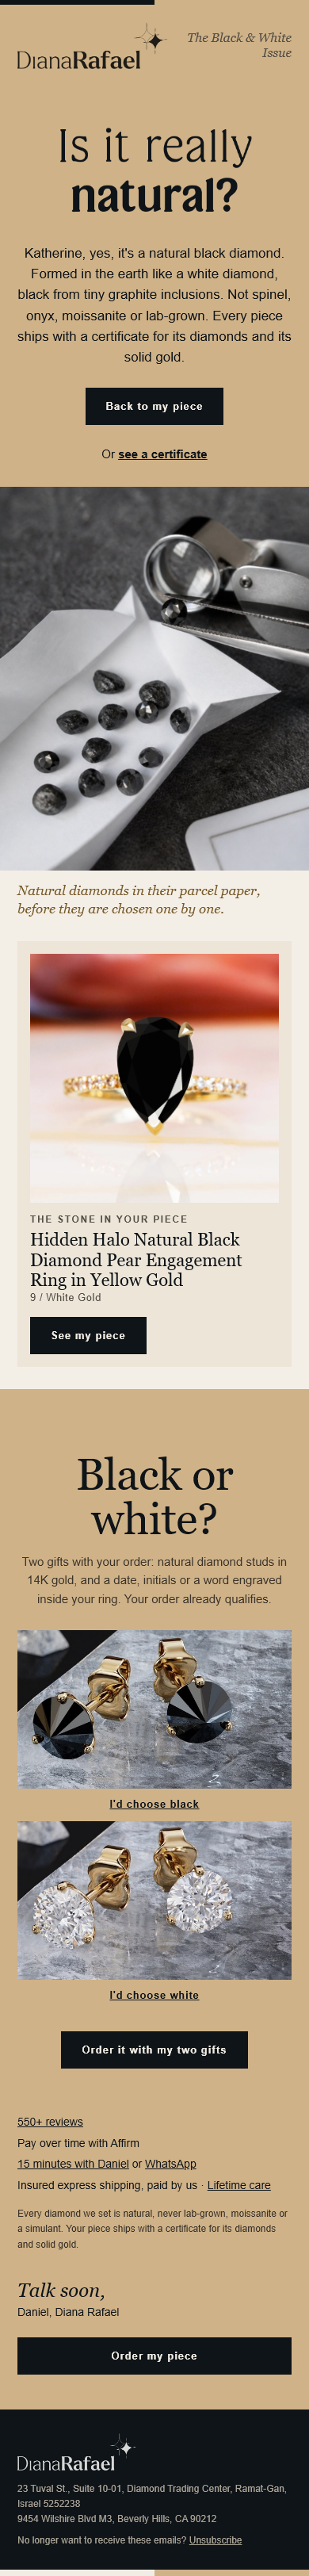 DianaRafael
The Black & White
Issue
Is it really
natural?
Katherine, yes, it's a natural black diamond.
Formed in the earth like a white diamond,
black from tiny graphite inclusions. Not spinel,
onyx, moissanite or lab-grown. Every piece
ships with a certificate for its diamonds and its
solid gold.
Back to my piece
Or see a certificate
Natural diamonds in their parcel paper,
before they are chosen one by one.
THE STONE IN YOUR PIECE
Hidden Halo Natural Black
Diamond Pear Engagement
Ring in Yellow Gold
9 / White Gold
See my piece
Black or
white?
Two gifts with your order: natural diamond studs in
14K gold, and a date, initials or a word engraved
inside your ring. Your order already qualifies.
I'd choose black
I'd choose white
Order it with my two gifts
550+ reviews
Pay over time with Affirm
15 minutes with Daniel or WhatsApp
Insured express shipping, paid by us · Lifetime care
Every diamond we set is natural, never lab-grown, moissanite or
a simulant. Your piece ships with a certificate for its diamonds
and solid gold.
Talk soon,
Daniel, Diana Rafael
Order my piece
DianaRafael
23 Tuval St., Suite 10-01, Diamond Trading Center, Ramat-Gan,
Israel 5252238
9454 Wilshire Blvd M3, Beverly Hills, CA 90212
No longer want to receive these emails? Unsubscribe